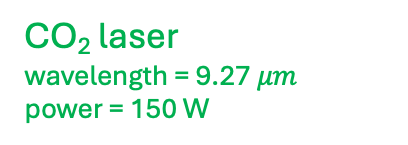 CO₂ laser
wavelength = 9.27 μm
power = 150 W